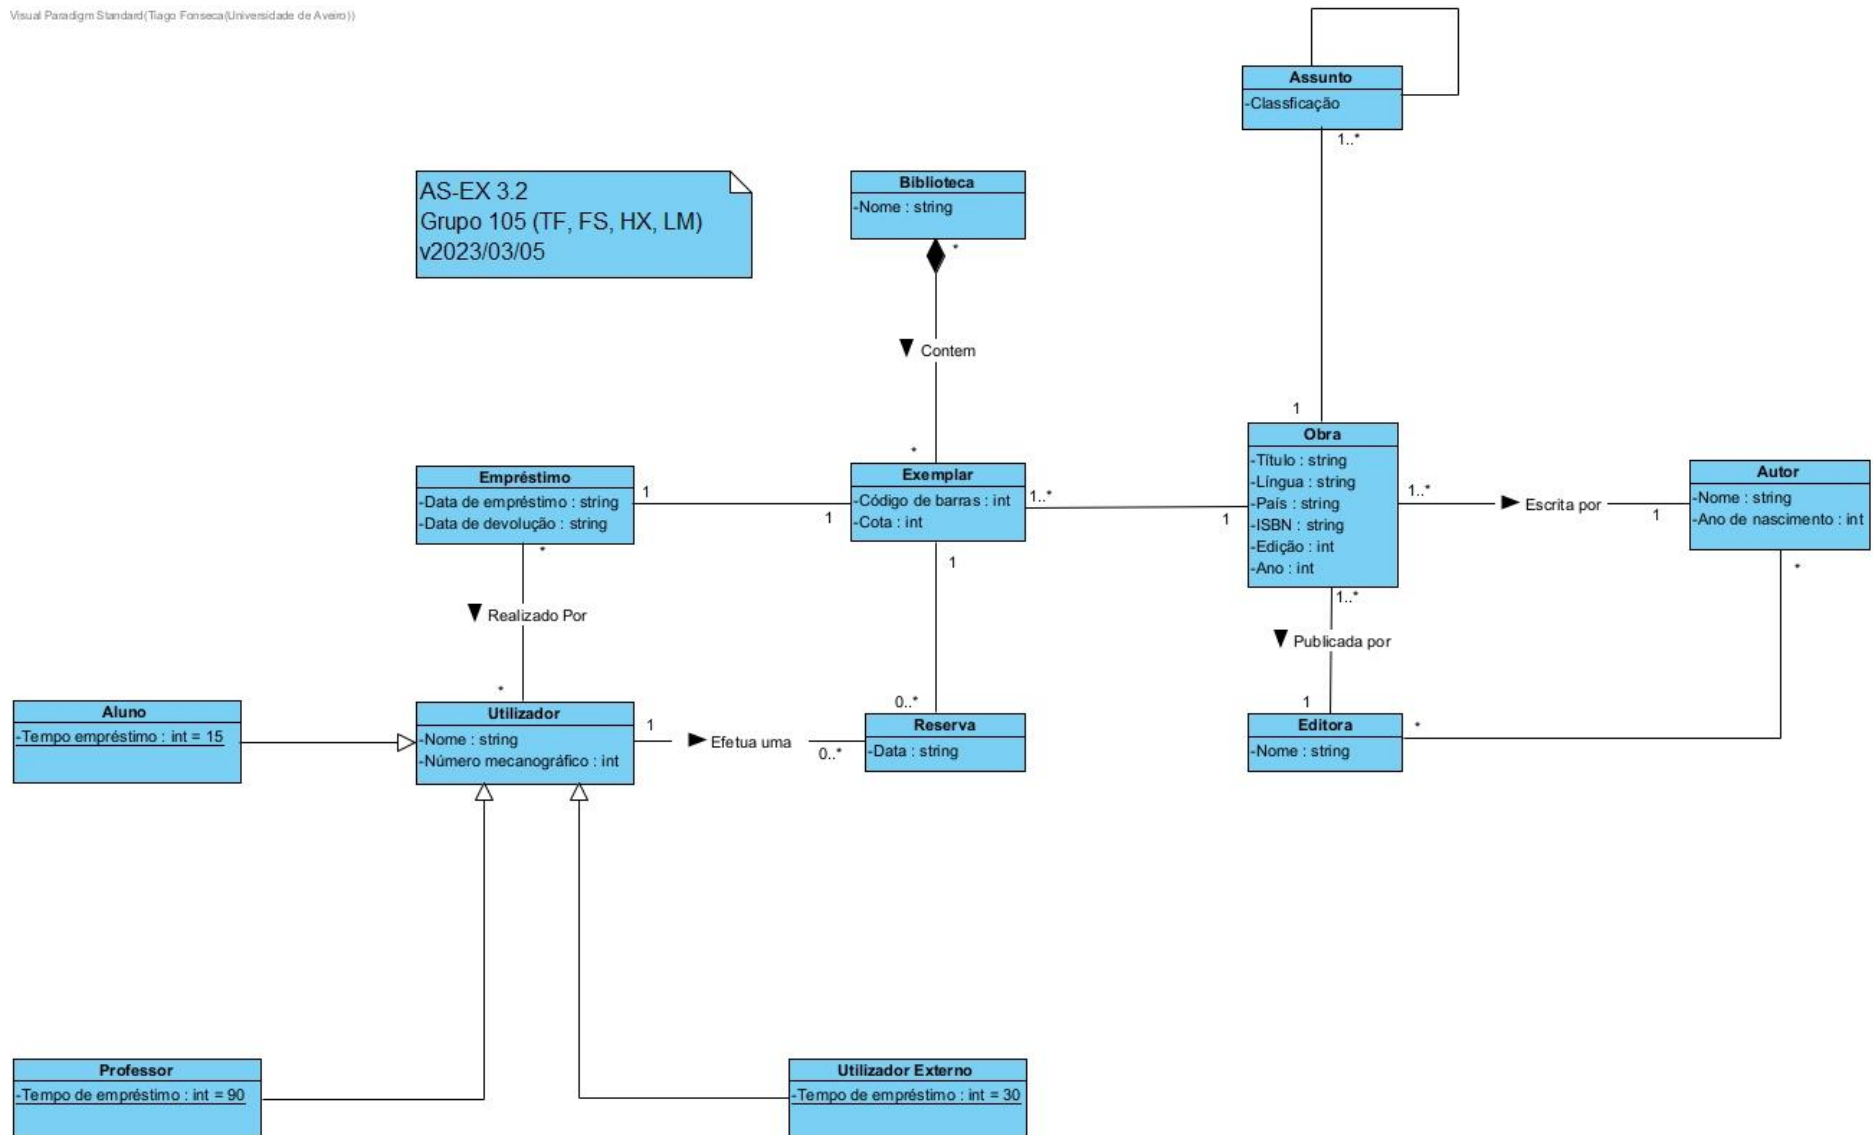 Visual Paradigm Standard(Tiago Fonseca(Universidade de Aveiro))
Assunto
-Classficação
1..*
AS-EX 3.2
Grupo 105 (TF, FS, HX, LM)
v2023/03/05
Biblioteca
-Nome : string
*
Contem
*
1
Obra
-Título : string
-Língua : string
-País : string
-ISBN : string
-Edição : int
-Ano : int
Empréstimo
-Data de empréstimo : string
-Data de devolução : string
1
1
*
Exemplar
-Código de barras : int
-Cota : int
1..*
1
1
1..*
Escrita por
1
Autor
-Nome : string
-Ano de nascimento : int
*
Realizado Por
*
1..*
Publicada por
1
0..*
Aluno
-Tempo empréstimo : int = 15
Utilizador
-Nome : string
-Número mecanográfico : int
1
Efetua uma
0..*
Reserva
-Data : string
Editora
-Nome : string
*
Professor
-Tempo de empréstimo : int = 90
Utilizador Externo
-Tempo de empréstimo : int = 30